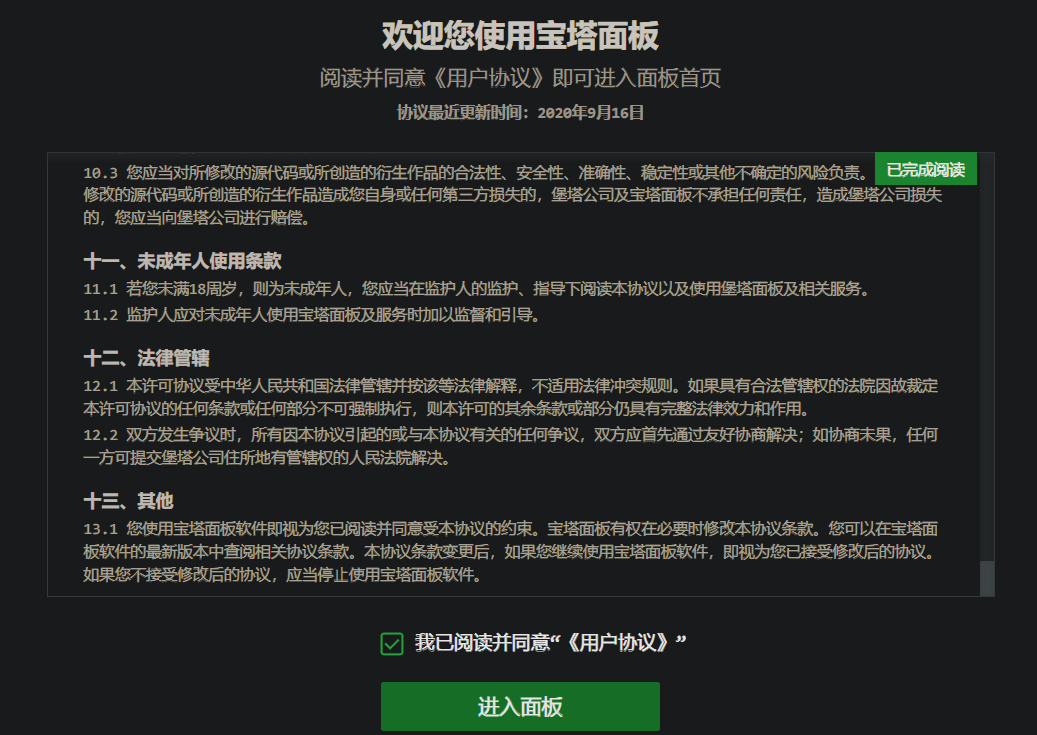 欢迎您使用宝塔面板
阅读并同意《用户协议》即可进入面板首页
协议最近更新时间：2020年9月16日
已完成阅读
10.3 您应当对所修改的源代码或所创造的衍生作品的合法性、安全性、准确性、稳定性或其他不确定的风险负责。
修改的源代码或所创造的衍生作品造成您自身或任何第三方损失的，堡塔公司及宝塔面板不承担任何责任，造成堡塔公司损失
的，您应当向堡塔公司进行赔偿。
十一、未成年人使用条款
11.1 若您未满18周岁，则为未成年人，您应当在监护人的监护、指导下阅读本协议以及使用堡塔面板及相关服务。
11.2 监护人应对未成年人使用宝塔面板及服务时加以监督和引导。
十二、法律管辖
12.1 本许可协议受中华人民共和国法律管辖并按该等法律解释，不适用法律冲突规则。如果具有合法管辖权的法院因故裁定
本许可协议的任何条款或任何部分不可强制执行，则本许可的其余条款或部分仍具有完整法律效力和作用。
12.2 双方发生争议时，所有因本协议引起的或与本协议有关的任何争议，双方应首先通过友好协商解决；如协商未果，任何
一方可提交堡塔公司住所地有管辖权的人民法院解决。
十三、其他
13.1 您使用宝塔面板软件即视为您已阅读并同意受本协议的约束。宝塔面板有权在必要时修改本协议条款。您可以在宝塔面
板软件的最新版本中查阅相关协议条款。本协议条款变更后，如果您继续使用宝塔面板软件，即视为您已接受修改后的协议。
如果您不接受修改后的协议，应当停止使用宝塔面板软件。
我已阅读并同意“《用户协议》”
进入面板